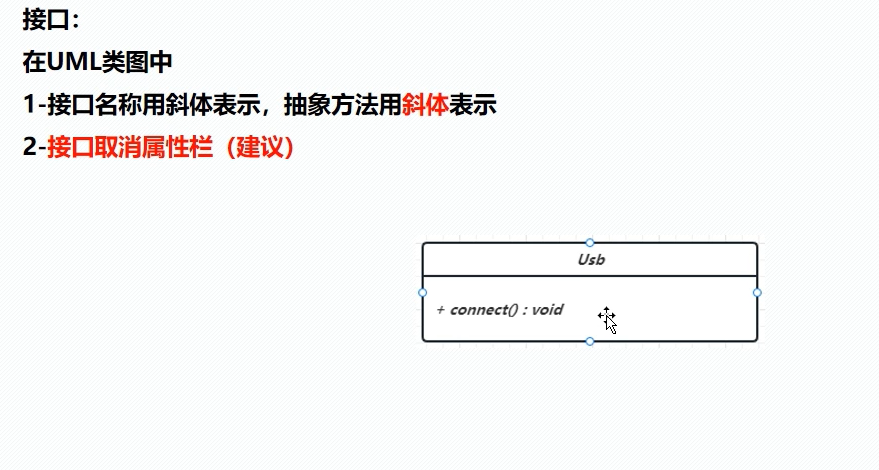 接口：
在UML类图中
1-接口名称用斜体表示，抽象方法用斜体表示
2-接口取消属性栏（建议）
Usb
+ connect() : void